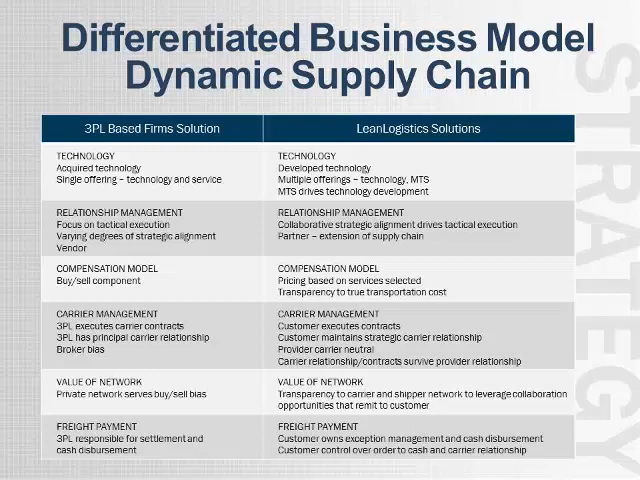 Differentiated Business Model
Dynamic Supply Chain
3PL Based Firms Solution
LeanLogistics Solutions
TECHNOLOGY
Acquired technology
Single offering – technology and service
TECHNOLOGY
Developed technology
Multiple offerings – technology, MTS
MTS drives technology development
RELATIONSHIP MANAGEMENT
Focus on tactical execution
Varying degrees of strategic alignment
Vendor
RELATIONSHIP MANAGEMENT
Collaborative strategic alignment drives tactical execution
Partner – extension of supply chain
COMPENSATION MODEL
Buy/sell component
COMPENSATION MODEL
Pricing based on services selected
Transparency to true transportation cost
CARRIER MANAGEMENT
3PL executes carrier contracts
3PL has principal carrier relationship
Broker bias
CARRIER MANAGEMENT
Customer executes contracts
Customer maintains strategic carrier relationship
Provider carrier neutral
Carrier relationship/contracts survive provider relationship
VALUE OF NETWORK
Private network serves buy/sell bias
VALUE OF NETWORK
Transparency to carrier and shipper network to leverage collaboration
opportunities that remit to customer
FREIGHT PAYMENT
3PL responsible for settlement and
cash disbursement
FREIGHT PAYMENT
Customer owns exception management and cash disbursement
Customer control over order to cash and carrier relationship
STRATEGY